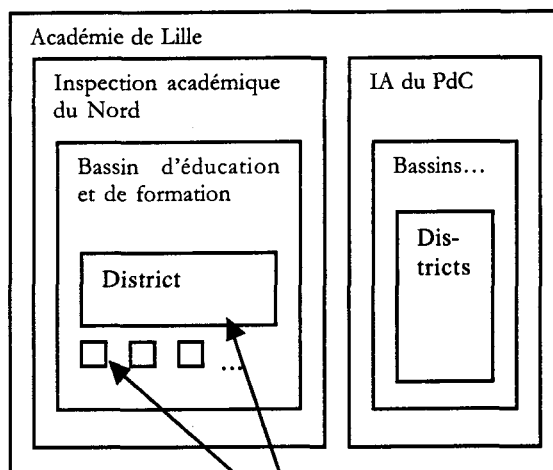 Académie de Lille
Inspection académique
du Nord
Bassin d'éducation
et de formation
District
...
IA du PdC
Bassins...
Dis-
tricts